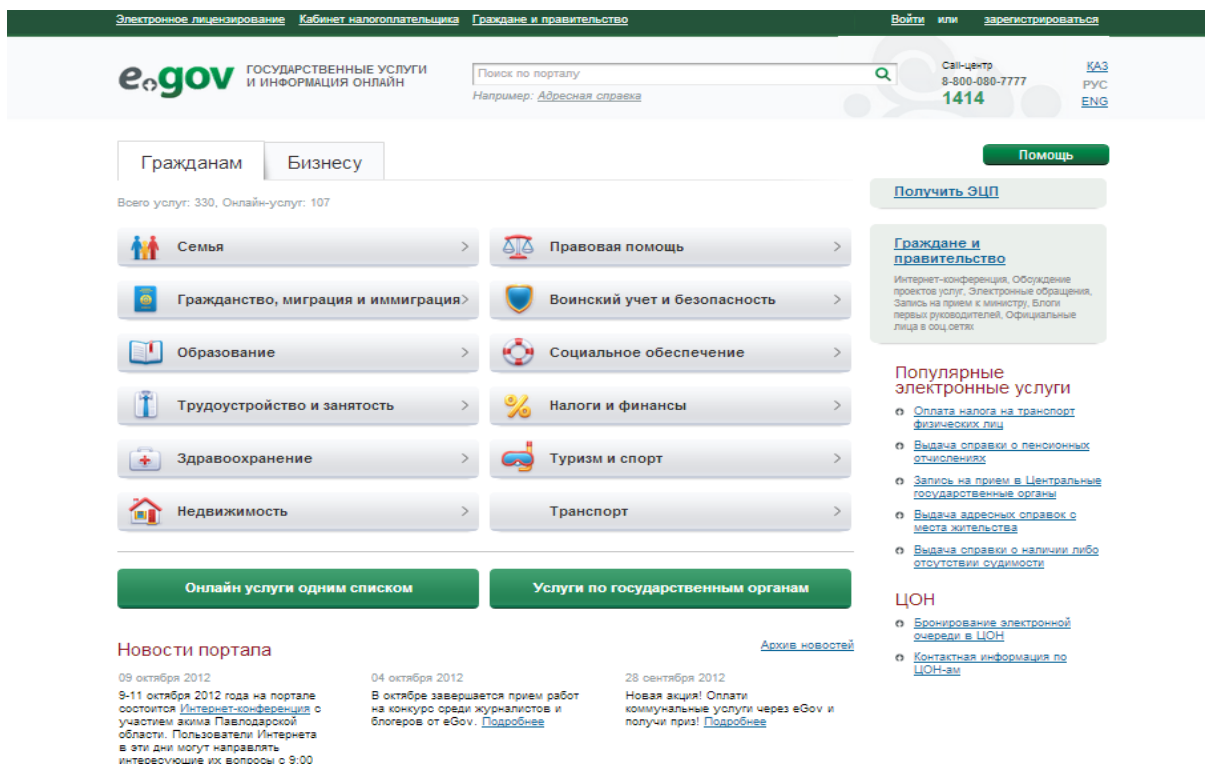 Электронное лицензирование Кабинет налогоплательщика Граждане и правительство
Войти или зарегистрироваться
e.gov
ГОСУДАРСТВЕННЫЕ УСЛУГИ
И ИНФОРМАЦИЯ ОНЛАЙН
Поиск по порталу
Например: Адресная справка
Call-центр
8-800-080-7777
1414
ҚАЗ
РУС
ENG
Гражданам
Бизнесу
Всего услуг: 330, Онлайн-услуг: 107
Семья
Правовая помощь
Гражданство, миграция и иммиграция
Воинский учет и безопасность
Образование
Социальное обеспечение
Трудоустройство и занятость
Налоги и финансы
Здравоохранение
Туризм и спорт
Недвижимость
Транспорт
Онлайн услуги одним списком
Услуги по государственным органам
Новости портала
Архив новостей
09 октября 2012
9-11 октября 2012 года на портале
состоится Интернет-конференция с
участием акима Павлодарской
области. Пользователи Интернета
в эти дни могут направлять
интересующие их вопросы с 9:00
04 октября 2012
В октябре завершается прием работ
на конкурс среди журналистов и
блогеров от eGov. Подробнее
28 сентября 2012
Новая акция! Оплати
коммунальные услуги через eGov и
получи приз! Подробнее
Помощь
Получить ЭЦП
Граждане и
правительство
Интернет-конференция, Обсуждение
проектов услуг, Электронные обращения,
Запись на прием к министру, Блоги
первых руководителей, Официальные
лица в соц.сетях
Популярные
электронные услуги
Оплата налога на транспорт
физических лиц
Выдача справки о пенсионных
отчислениях
Запись на прием в Центральные
государственные органы
Выдача адресных справок с
места жительства
Выдача справки о наличии либо
отсутствии судимости
ЦОН
Бронирование электронной
очереди в ЦОН
Контактная информация по
ЦОН-ам